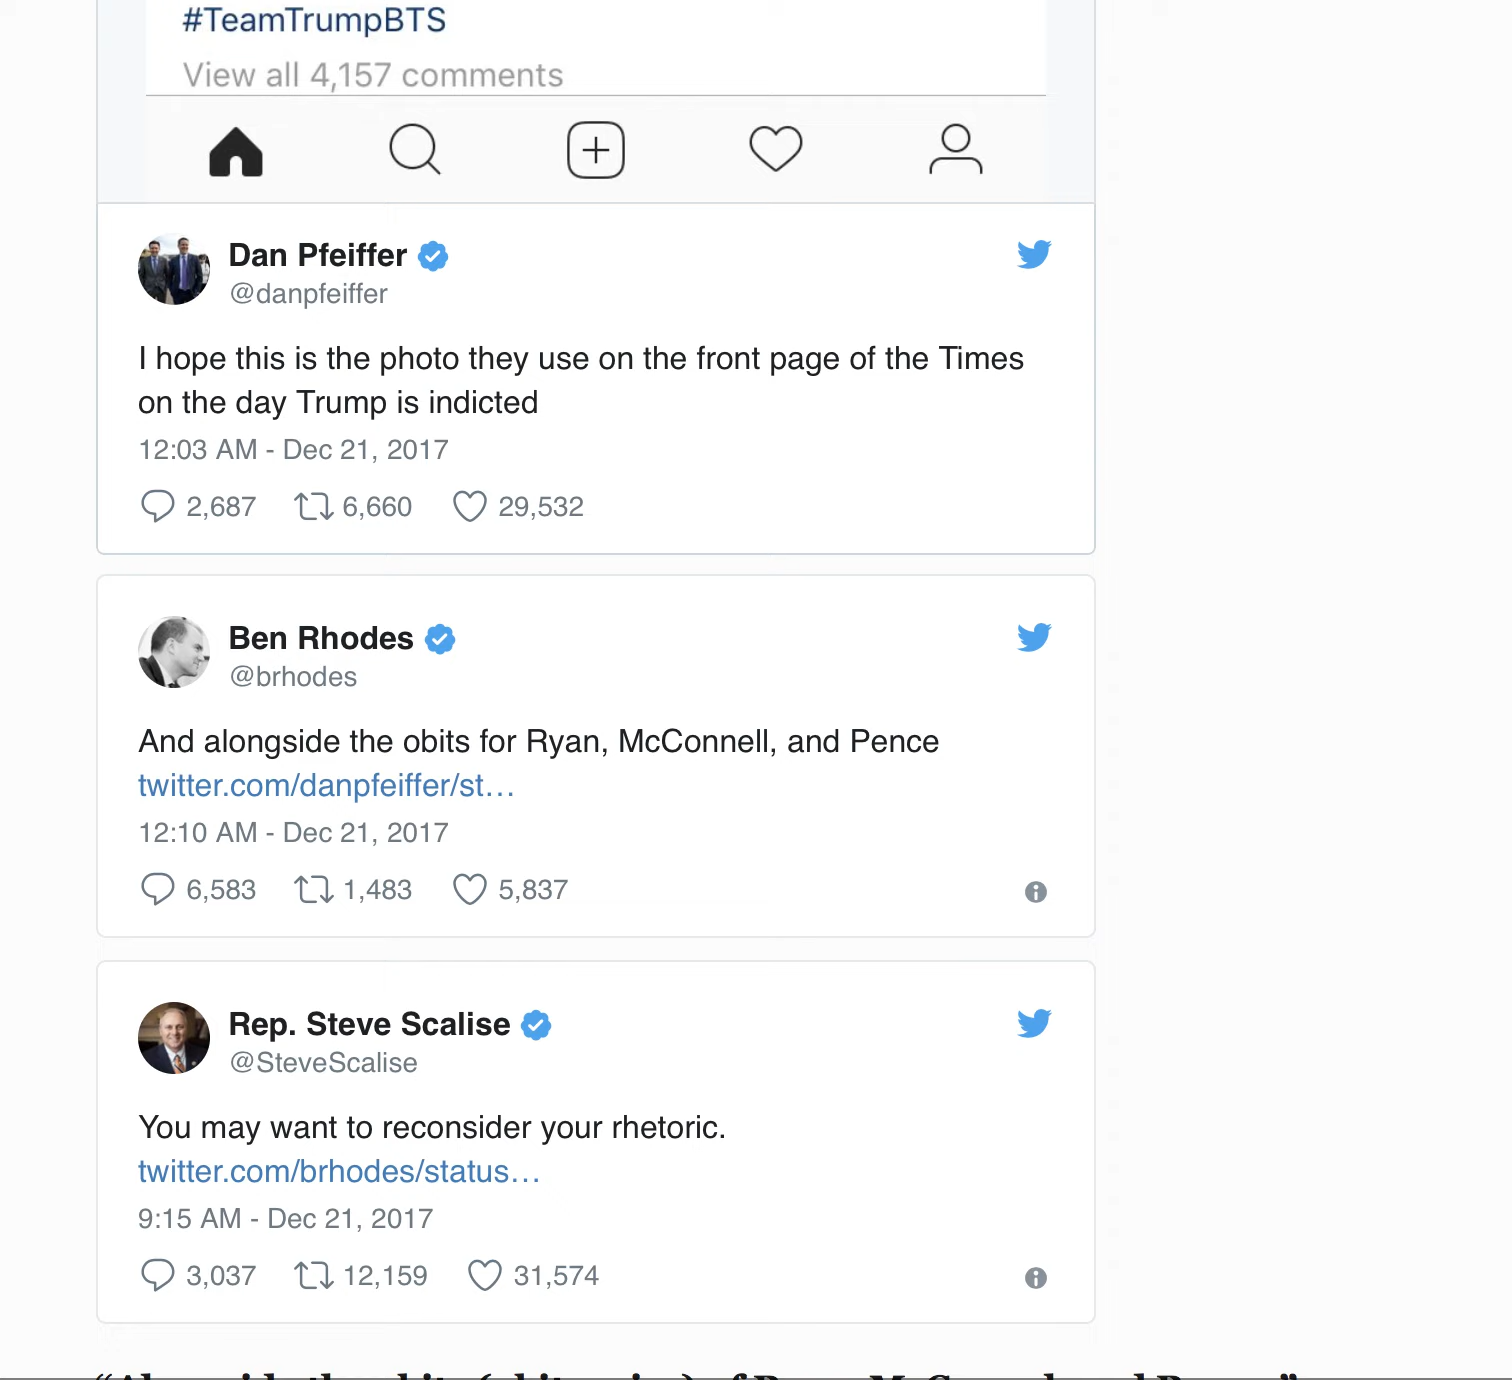 #TeamTrumpBTS
View all 4,157 comments
Dan Pfeiffer
@danpfeiffer
I hope this is the photo they use on the front page of the Times
on the day Trump is indicted
12:03 AM - Dec 21, 2017
2,687 6,660 29,532
Ben Rhodes
@brhodes
And alongside the obits for Ryan, McConnell, and Pence
twitter.com/danpfeiffer/st…
12:10 AM - Dec 21, 2017
6,583 1,483 5,837
Rep. Steve Scalise
@SteveScalise
You may want to reconsider your rhetoric.
twitter.com/brhodes/status…
9:15 AM - Dec 21, 2017
3,037 12,159 31,574